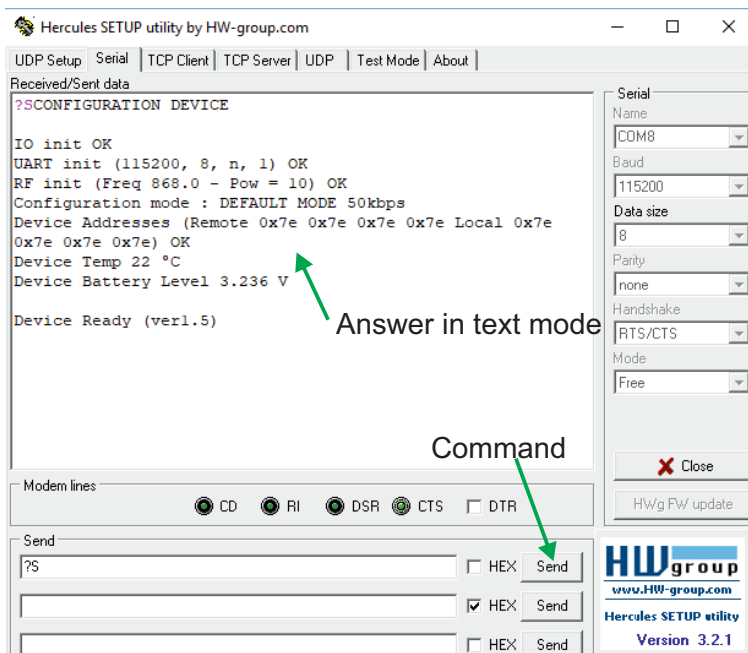 Hercules SETUP utility by HW-group.com
UDP Setup Serial TCP Client TCP Server UDP Test Mode About
Received/Sent data
?SCONFIGURATION DEVICE
IO init OK
UART init (115200, 8, n, 1) OK
RF init (Freq 868.0 - Pow = 10) OK
Configuration mode : DEFAULT MODE 50kbps
Device Addresses (Remote 0x7e 0x7e 0x7e 0x7e Local 0x7e
0x7e 0x7e 0x7e) OK
Device Temp 22 °C
Device Battery Level 3.236 V
Device Ready (ver1.5)
Answer in text mode
Command
Serial
Name
COM8
Baud
115200
Data size
8
Parity
none
Handshake
RTS/CTS
Mode
Free
Close
HWg FW update
Modem lines
CD RI DSR CTS DTR
Send
?S HEX Send
HEX Send
HEX Send
HWgroup
www.HW-group.com
Hercules SETUP utility
Version 3.2.1